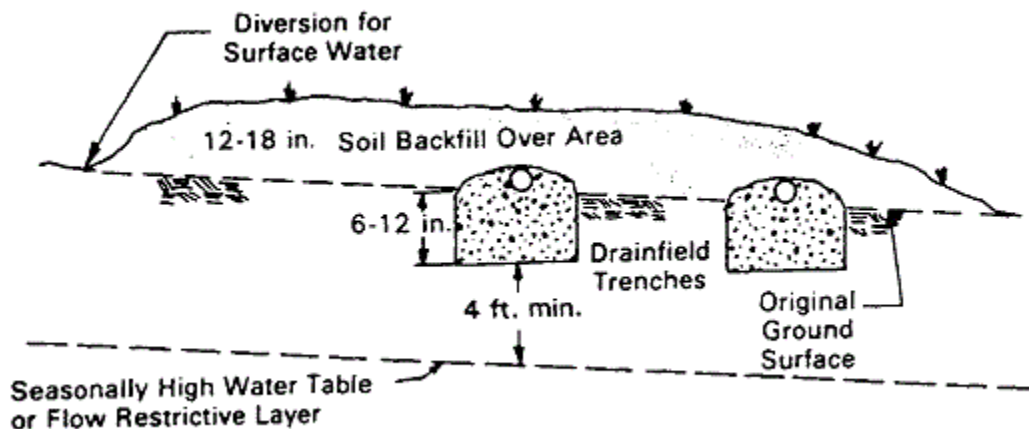 Diversion for
Surface Water
12-18 in. Soil Backfill Over Area
6-12
in.
Drainfield
Trenches
4 ft. min.
Original
Ground
Surface
Seasonally High Water Table
or Flow Restrictive Layer